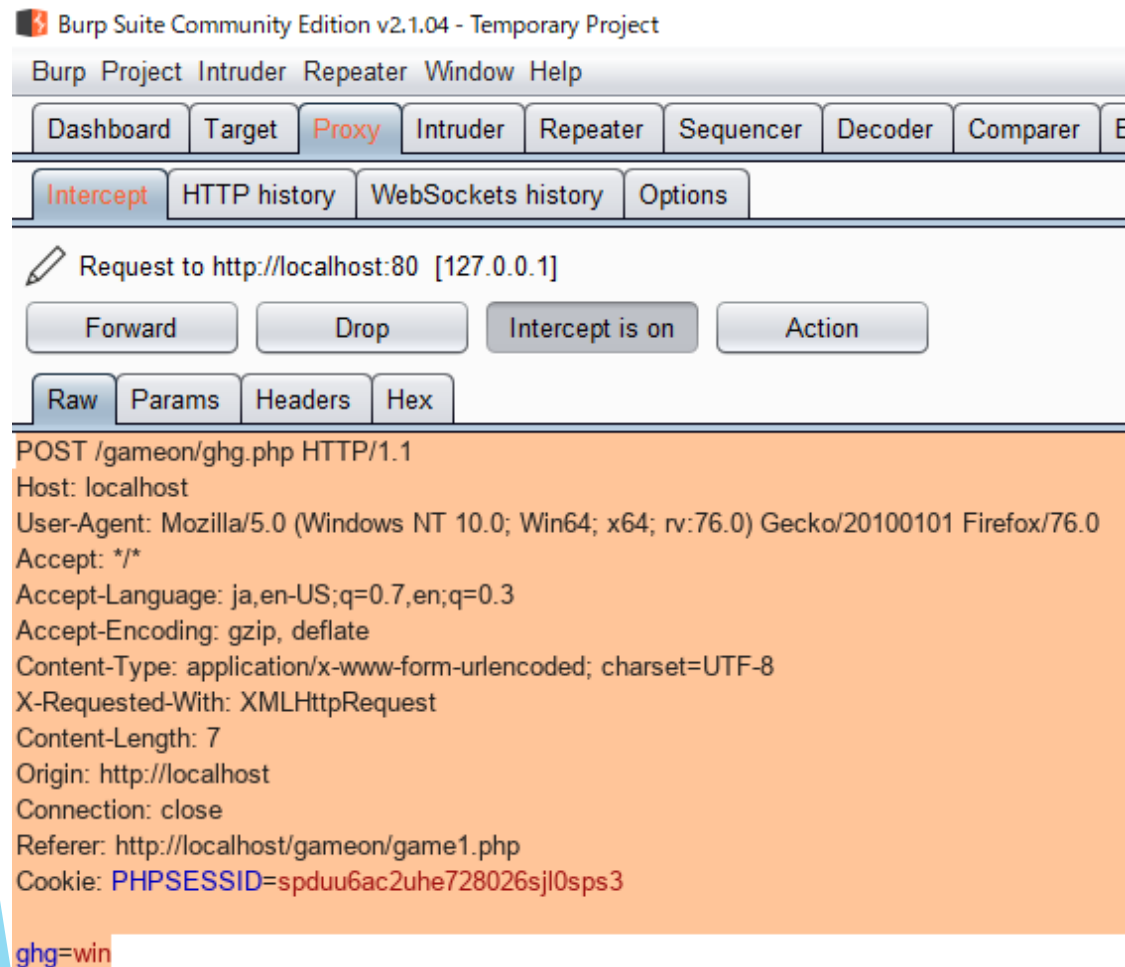 Burp Suite Community Edition v2.1.04 - Temporary Project
Burp Project Intruder Repeater Window Help
Dashboard Target Proxy Intruder Repeater Sequencer Decoder Comparer
Intercept HTTP history WebSockets history Options
Request to http://localhost:80 [127.0.0.1]
Forward Drop Intercept is on Action
Raw Params Headers Hex
POST /gameon/ghg.php HTTP/1.1
Host: localhost
User-Agent: Mozilla/5.0 (Windows NT 10.0; Win64; x64; rv:76.0) Gecko/20100101 Firefox/76.0
Accept: */*
Accept-Language: ja,en-US;q=0.7,en;q=0.3
Accept-Encoding: gzip, deflate
Content-Type: application/x-www-form-urlencoded; charset=UTF-8
X-Requested-With: XMLHttpRequest
Content-Length: 7
Origin: http://localhost
Connection: close
Referer: http://localhost/gameon/game1.php
Cookie: PHPSESSID=spduu6ac2uhe728026sjl0sps3
ghg=win